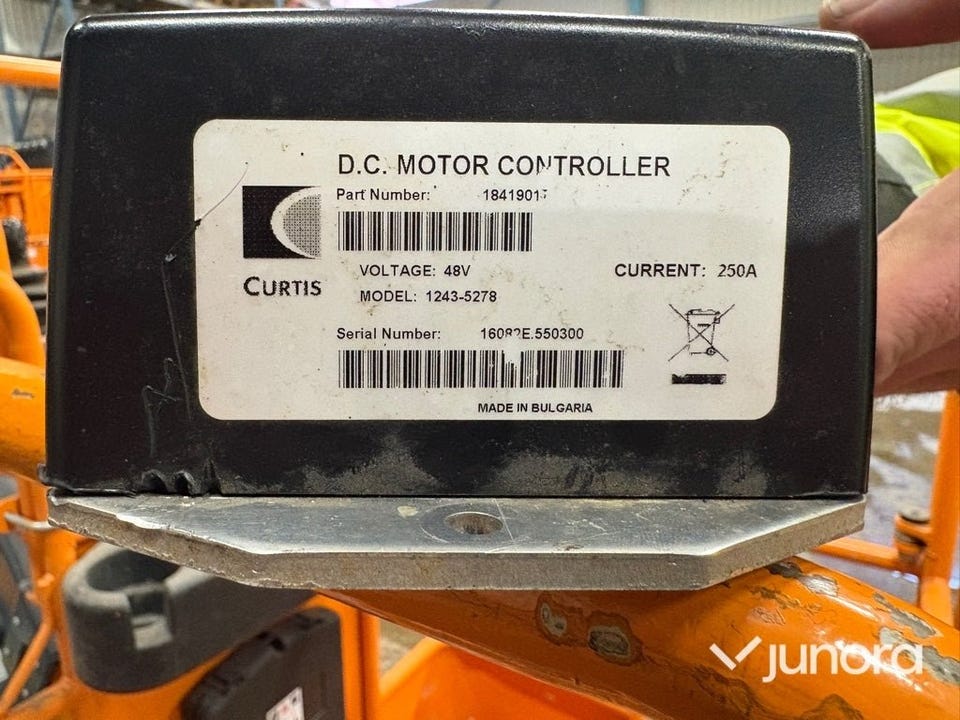 D.C. MOTOR CONTROLLER
Part Number:
CURTIS
VOLTAGE: 48V
CURRENT: 250A
MODEL: 1243-5278
Serial Number:
MADE IN BULGARIA
junora